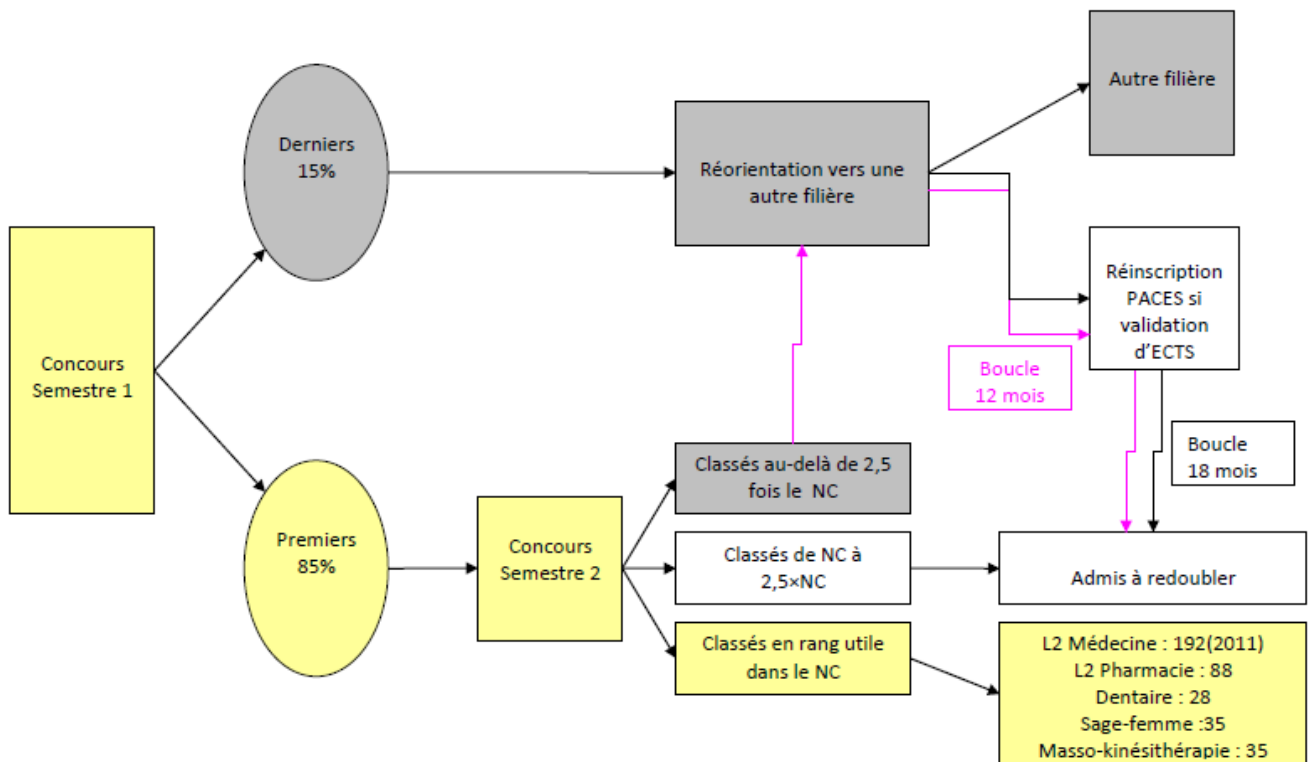 Autre filière
Derniers
15%
Réorientation vers une
autre filière
Réinscription
PACES si
validation
d'ECTS
Concours
Semestre 1
Boucle
12 mois
Boucle
18 mois
Classés au-delà de 2,5
fois le NC
Premiers
85%
Concours
Semestre 2
Classés de NC à
2,5×NC
Admis à redoubler
Classés en rang utile
dans le NC
L2 Médecine : 192(2011)
L2 Pharmacie : 88
Dentaire : 28
Sage-femme :35
Masso-kinésithérapie : 35